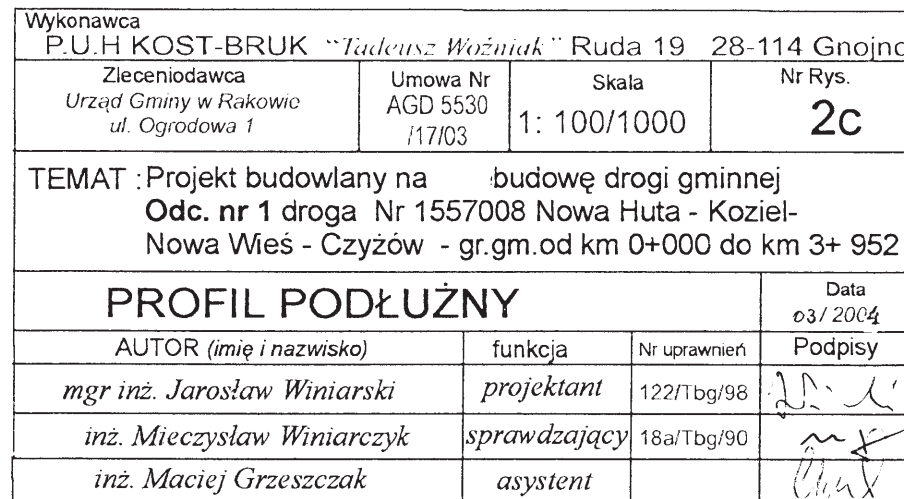 Wykonawca
P.U.H KOST-BRUK "Tadeusz Woźniak" Ruda 19 28-114 Gnojno
Zleceniodawca
Urząd Gminy w Rakowie
ul. Ogrodowa 1
Umowa Nr
AGD 5530
/17/03
Skala
1: 100/1000
Nr Rys.
2c
TEMAT : Projekt budowlany na budowę drogi gminnej
Odc. nr 1 droga Nr 1557008 Nowa Huta - Koziel-
Nowa Wieś - Czyżów - gr.gm.od km 0+000 do km 3+ 952
PROFIL PODŁUŻNY
Data
03/2004
AUTOR (imię i nazwisko) funkcja Nr uprawnień Podpisy
mgr inż. Jarosław Winiarski projektant 122/Tbg/98
inż. Mieczysław Winiarczyk sprawdzający 18a/Tbg/90
inż. Maciej Grzeszczak asystent